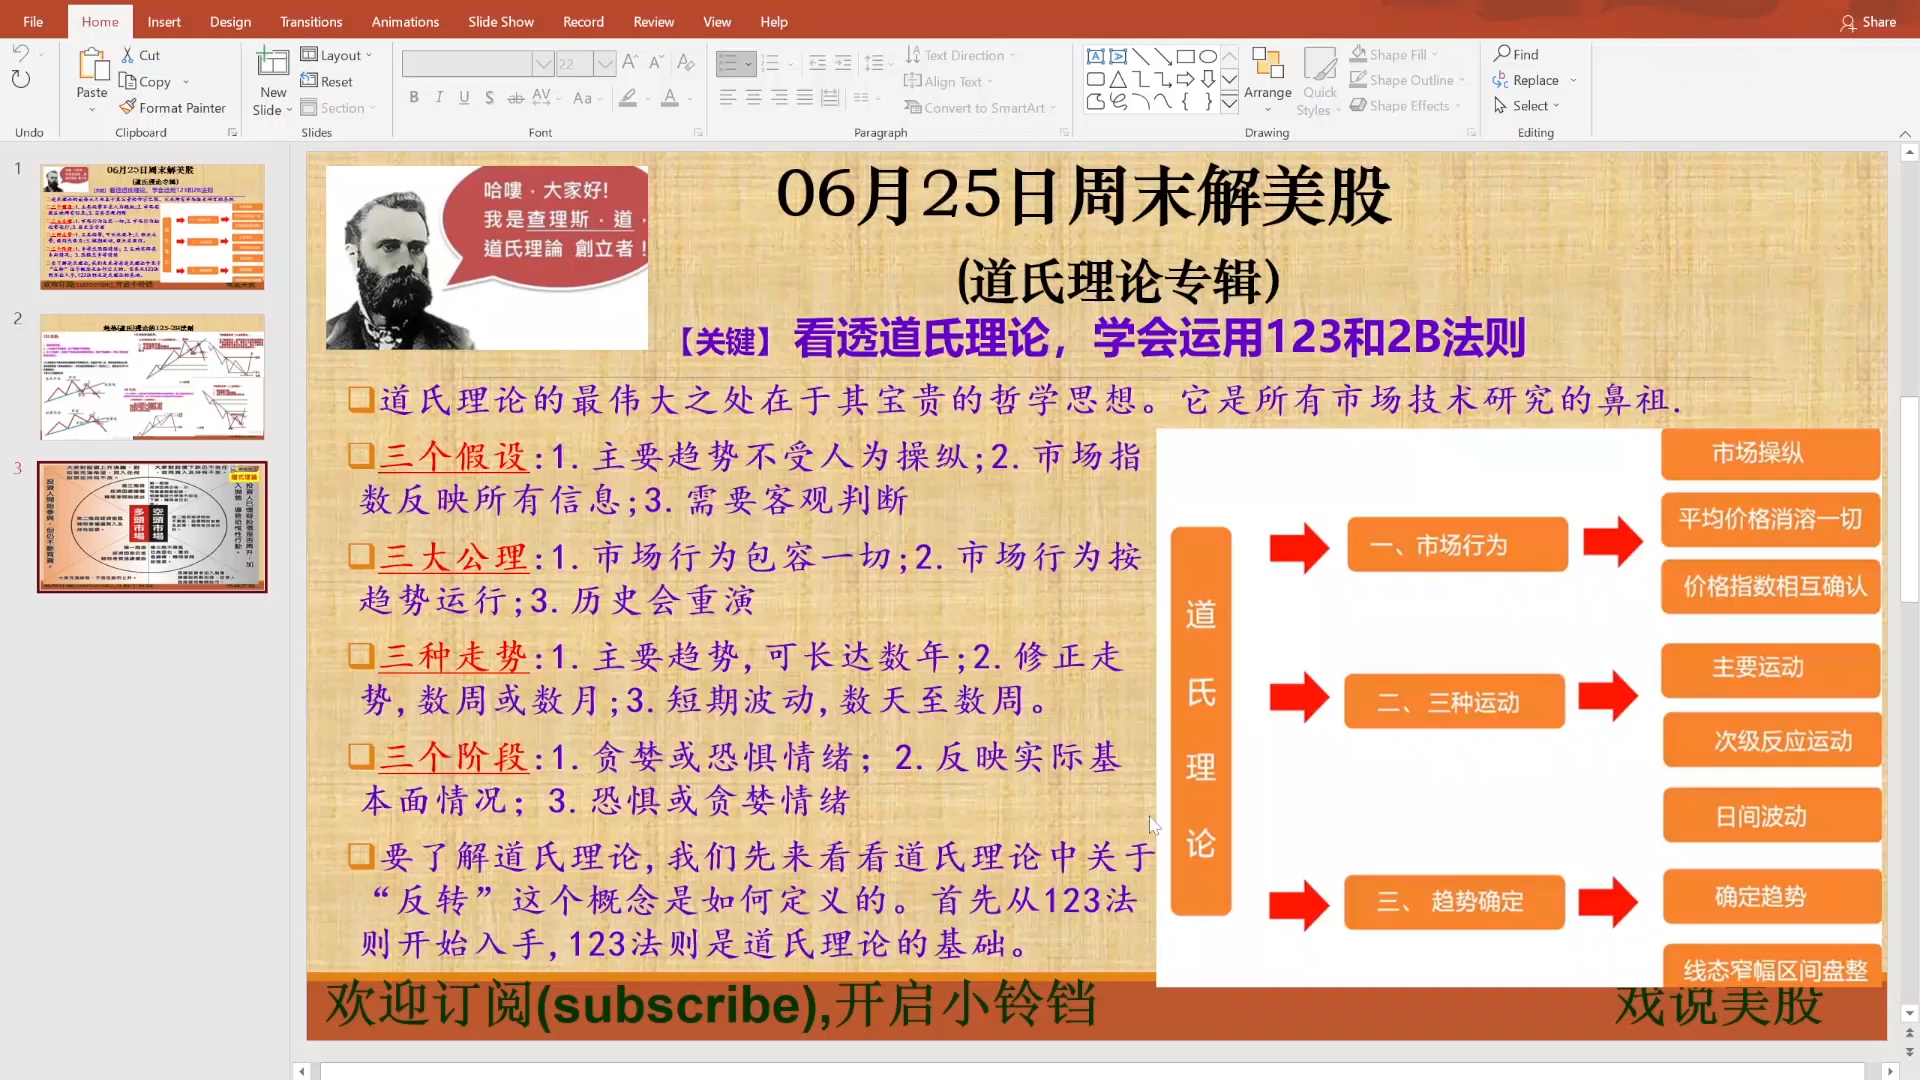 File Home Insert Design Transitions Animations Slide Show Record Review View Help Share
Cut
Copy
Format Painter
Paste
New
Slide
Layout
Reset
Section
22
Text Direction
Align Text
Convert to SmartArt
Arrange
Quick
Styles
Shape Fill
Shape Outline
Shape Effects
Find
Replace
Select
Undo Clipboard Slides Font Paragraph Drawing Editing
1
2
3
哈嘍，大家好!
我是查理斯．道，
道氏理論 創立者!
06月25日周末解美股
(道氏理论专辑)
【关键】看透道氏理论，学会运用123和2B法则
道氏理论的最伟大之处在于其宝贵的哲学思想。它是所有市场技术研究的鼻祖.
三个假设:1.主要趋势不受人为操纵;2.市场指
数反映所有信息;3.需要客观判断
三大公理:1.市场行为包容一切;2.市场行为按
趋势运行;3.历史会重演
三种走势:1.主要趋势,可长达数年;2.修正走
势,数周或数月;3.短期波动,数天至数周。
三个阶段:1.贪婪或恐惧情绪；2.反映实际基
本面情况；3.恐惧或贪婪情绪
要了解道氏理论,我们先来看看道氏理论中关于
“反转”这个概念是如何定义的。首先从123法
则开始入手,123法则是道氏理论的基础。
道
氏
理
论
一、市场行为
二、三种运动
三、趋势确定
市场操纵
平均价格消溶一切
价格指数相互确认
主要运动
次级反应运动
日间波动
确定趋势
线态窄幅区间盘整
欢迎订阅(subscribe),开启小铃铛
戏说美股